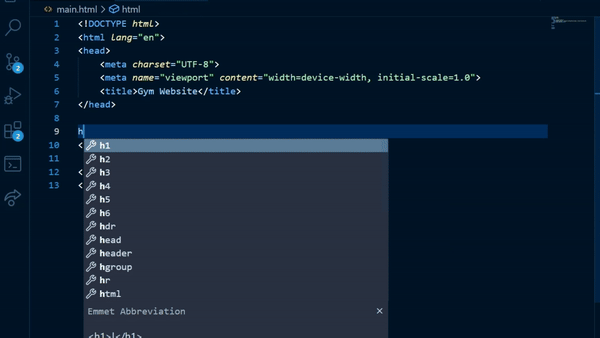 main.html > html
1 <!DOCTYPE html>
2 <html lang="en">
3 <head>
4 <meta charset="UTF-8">
5 <meta name="viewport" content="width=device-width, initial-scale=1.0">
6 <title>Gym Website</title>
7 </head>
8
9 h
10 <
11
12 <
13 <
h1
h2
h3
h4
h5
h6
hdr
head
header
hgroup
hr
html
Emmet Abbreviation ×
<h1>|</h1>
2
2